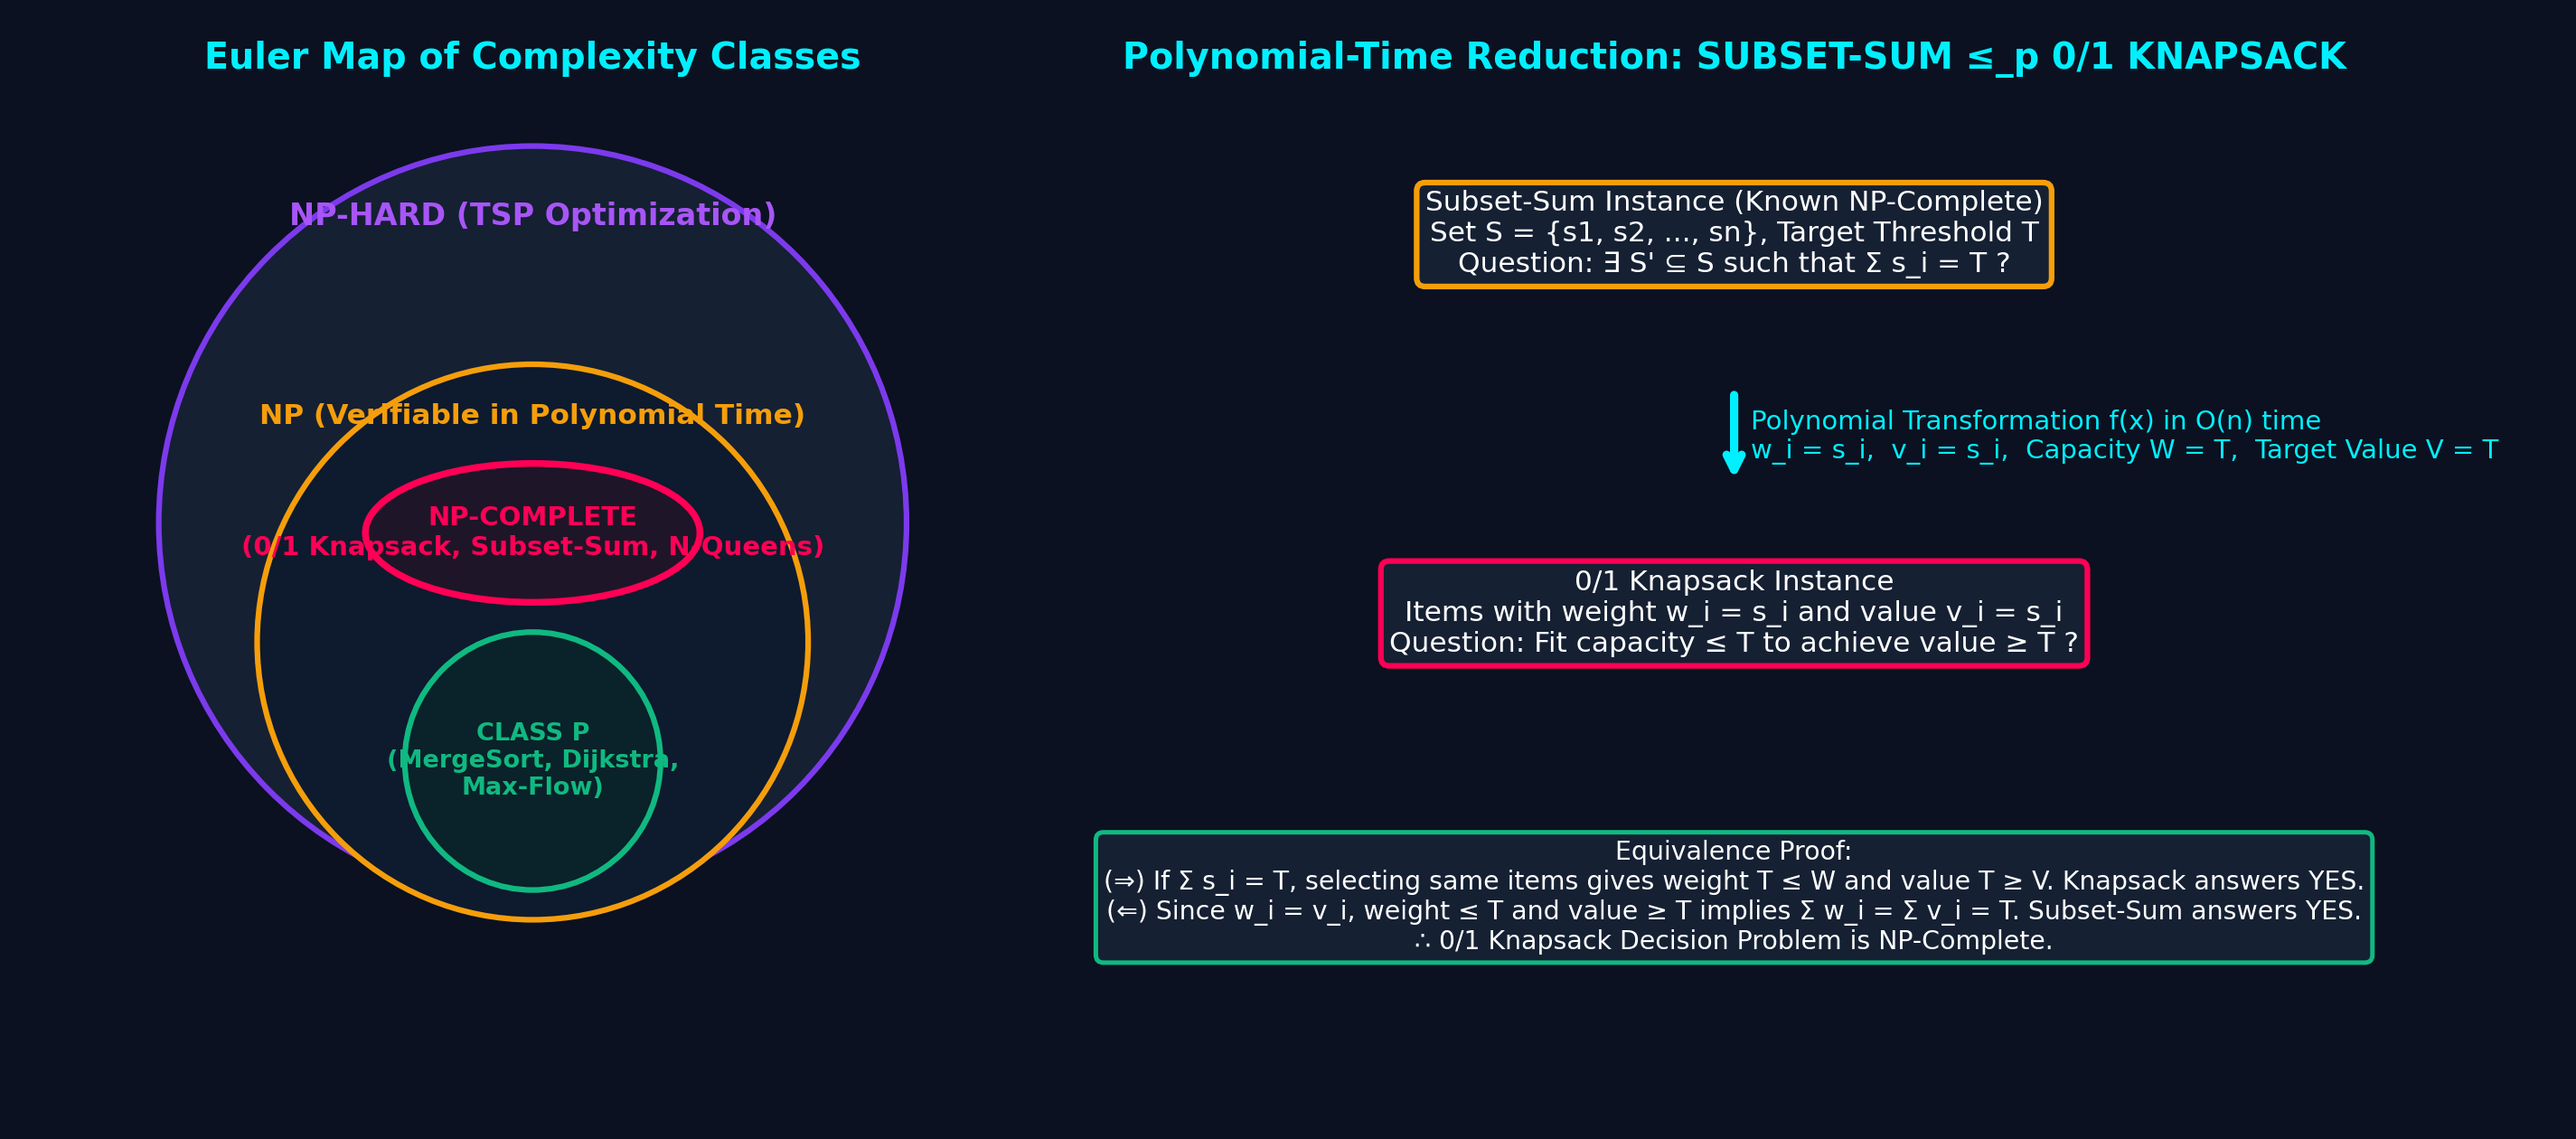 Euler Map of Complexity Classes
NP-HARD (TSP Optimization)
NP (Verifiable in Polynomial Time)
NP-COMPLETE
(0/1 Knapsack, Subset-Sum, N-Queens)
CLASS P
(MergeSort, Dijkstra,
Max-Flow)
Polynomial-Time Reduction: SUBSET-SUM ≤_p 0/1 KNAPSACK
Subset-Sum Instance (Known NP-Complete)
Set S = {s1, s2, ..., sn}, Target Threshold T
Question: ∃ S' ⊆ S such that Σ s_i = T ?
Polynomial Transformation f(x) in O(n) time
w_i = s_i,  v_i = s_i,  Capacity W = T,  Target Value V = T
0/1 Knapsack Instance
Items with weight w_i = s_i and value v_i = s_i
Question: Fit capacity ≤ T to achieve value ≥ T ?
Equivalence Proof:
(⇒) If Σ s_i = T, selecting same items gives weight T ≤ W and value T ≥ V. Knapsack answers YES.
(⇐) Since w_i = v_i, weight ≤ T and value ≥ T implies Σ w_i = Σ v_i = T. Subset-Sum answers YES.
∴ 0/1 Knapsack Decision Problem is NP-Complete.